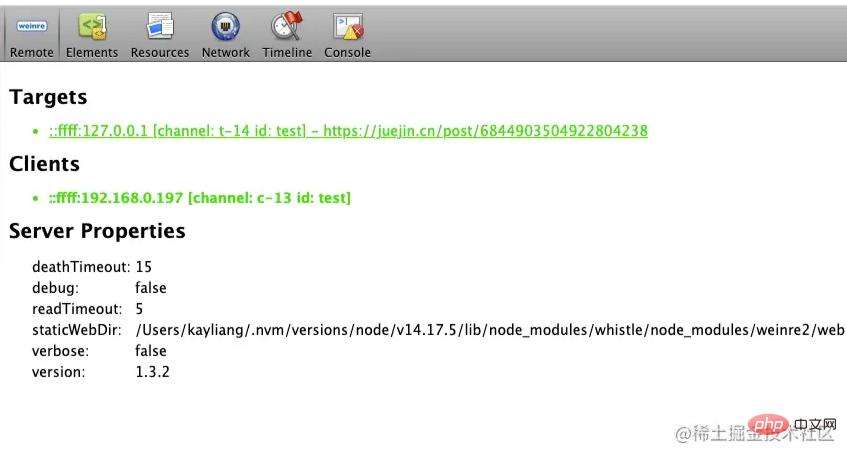 weinre
Remote Elements Resources Network Timeline Console
Targets
::ffff:127.0.0.1 [channel: t-14 id: test] - https://juejin.cn/post/6844903504922804238
Clients
::ffff:192.168.0.197 [channel: c-13 id: test]
Server Properties
deathTimeout: 15
debug: false
readTimeout: 5
staticWebDir: /Users/kayliang/.nvm/versions/node/v14.17.5/lib/node_modules/whistle/node_modules/weinre2/web
verbose: false
version: 1.3.2
php 中文网
@稀土掘金技术社区